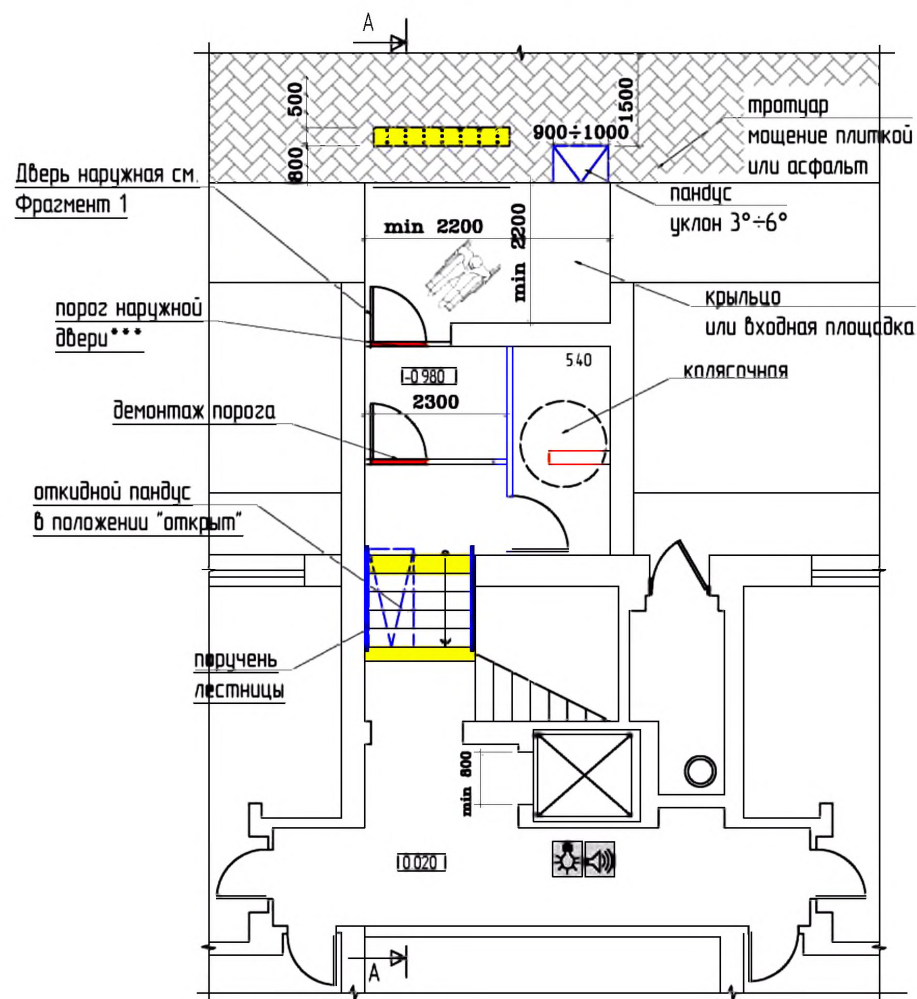 А
500
800
1500
900÷1000
тротуар
мощение плиткой
или асфальт
Дверь наружная см.
Фрагмент 1
пандус
уклон 3°÷6°
min 2200
min 2200
крыльцо
или входная площадка
порог наружной
двери***
540
-0 980
колясочная
2300
демонтаж порога
откидной пандус
в положении "открыт"
поручень
лестницы
min 800
0 020
А